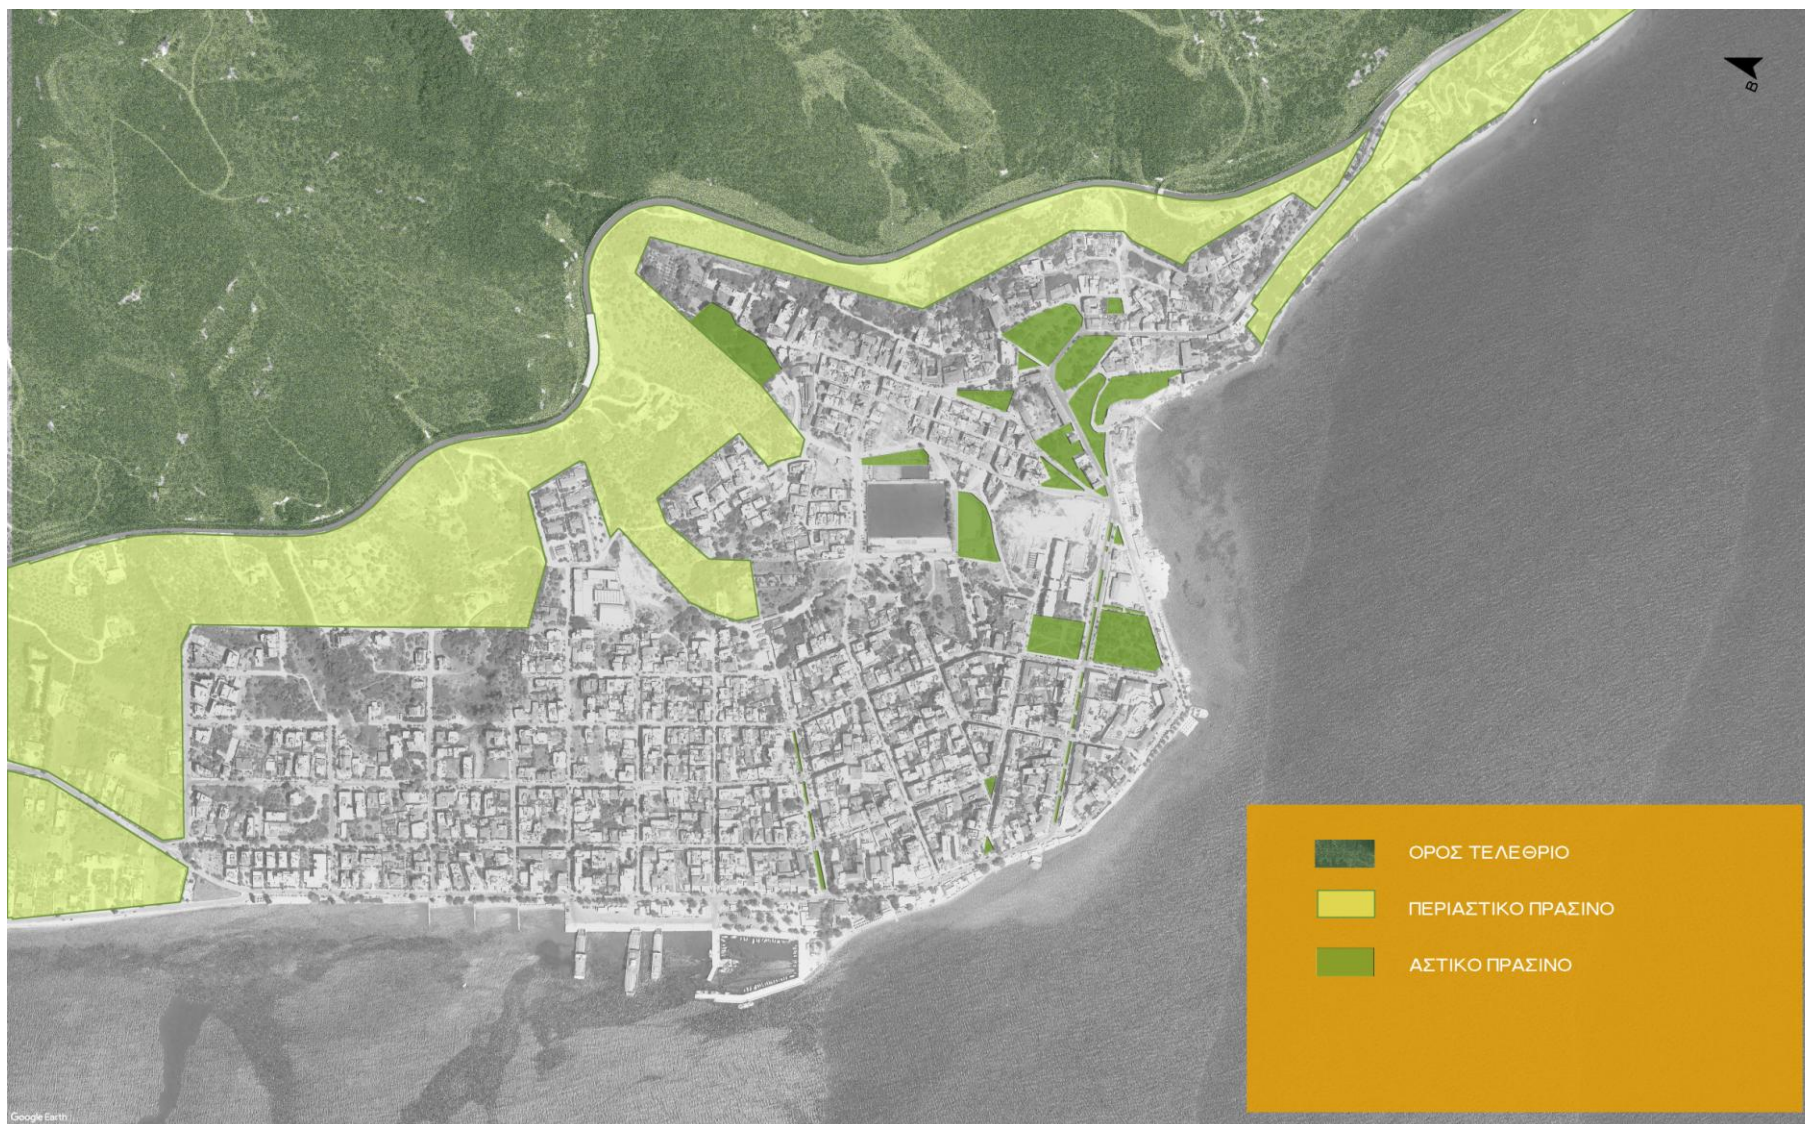 Β
ΟΡΟΣ ΤΕΛΕΘΡΙΟ
ΠΕΡΙΑΣΤΙΚΟ ΠΡΑΣΙΝΟ
ΑΣΤΙΚΟ ΠΡΑΣΙΝΟ
Google Earth